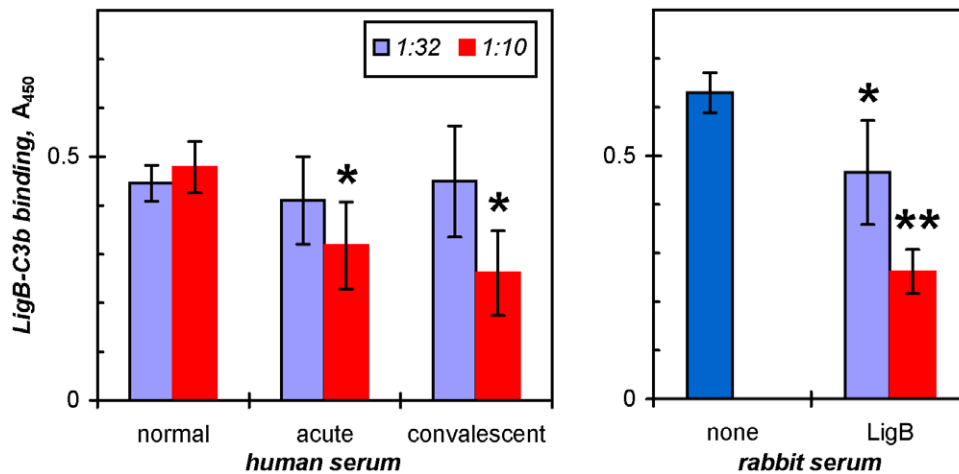 LigB-C3b binding, A450
1:32 1:10
0.5
0
normal acute convalescent
human serum
*
*
0.5
0
*
**
none LigB
rabbit serum